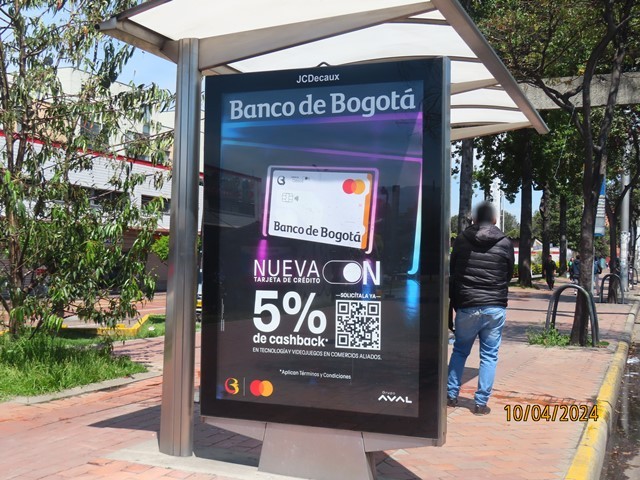 JCDecaux
Banco de Bogotá
Banco de Bogotá
NUEVA ON
TARJETA DE CRÉDITO
5%
de cashback*
SOLICÍTALA YA
EN TECNOLOGÍA Y VIDEOJUEGOS EN COMERCIOS ALIADOS.
*Aplican Términos y Condiciones
Grupo
AVAL
10/04/2024